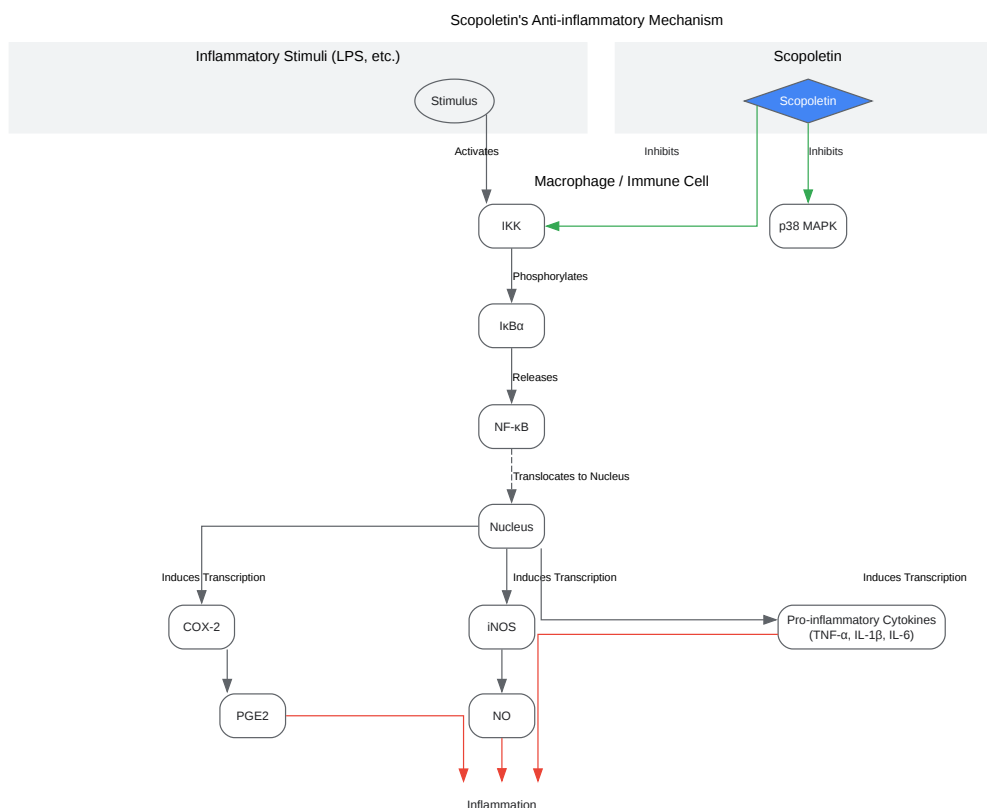 Scopoletin's Anti-inflammatory Mechanism
Inflammatory Stimuli (LPS, etc.)
Scopoletin
Stimulus
Scopoletin
Activates
Inhibits
Inhibits
Macrophage / Immune Cell
IKK
p38 MAPK
Phosphorylates
IκBα
Releases
NF-κB
Translocates to Nucleus
Nucleus
Induces Transcription
Induces Transcription
Induces Transcription
COX-2
iNOS
Pro-inflammatory Cytokines
(TNF-α, IL-1β, IL-6)
PGE2
NO
Inflammation